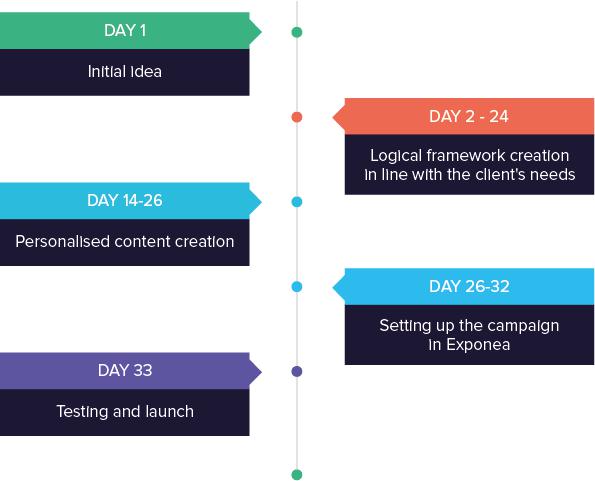 DAY 1
Initial idea
DAY 2 - 24
Logical framework creation
in line with the client's needs
DAY 14-26
Personalised content creation
DAY 26-32
Setting up the campaign
in Exponea
DAY 33
Testing and launch